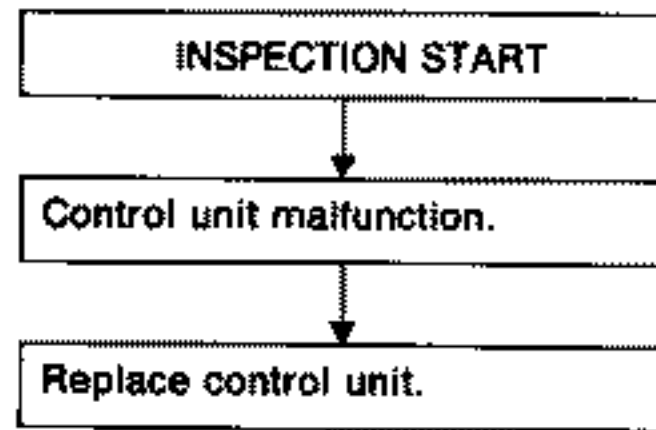 INSPECTION START
Control unit malfunction.
Replace control unit.